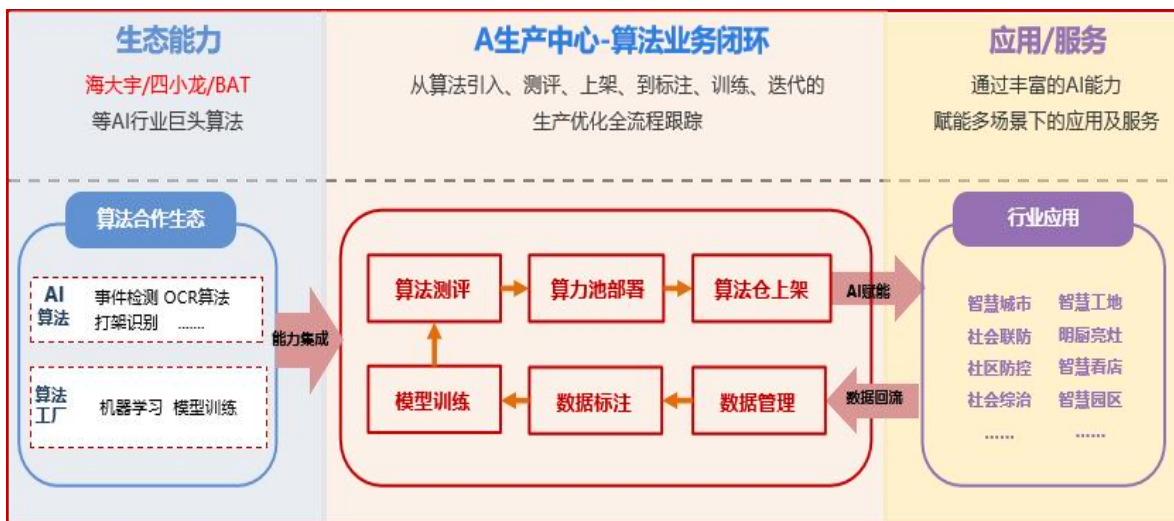 生态能力
海大宇/四小龙/BAT
等AI行业巨头算法
A生产中心-算法业务闭环
从算法引入、测评、上架、到标注、训练、迭代的
生产优化全流程跟踪
应用/服务
通过丰富的AI能力
赋能多场景下的应用及服务
算法合作生态
AI
算法
事件检测 OCR算法
打架识别 .......
算法
工厂
机器学习 模型训练
能力集成
算法测评
算力池部署
算法仓上架
模型训练
数据标注
数据管理
AI赋能
数据回流
行业应用
智慧城市 智慧工地
社会联防 明厨亮灶
社区防控 智慧看店
社会综治 智慧园区
...... ......